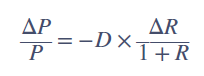 ΔP/P = −D × ΔR/1 + R